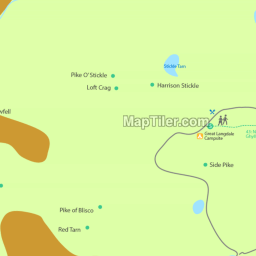 Stickle Tarn
Pike O' Stickle
Loft Crag
Harrison Stickle
MapTiler.com
Great Langdale
Campsite
Side Pike
Pike of Blisco
Red Tarn